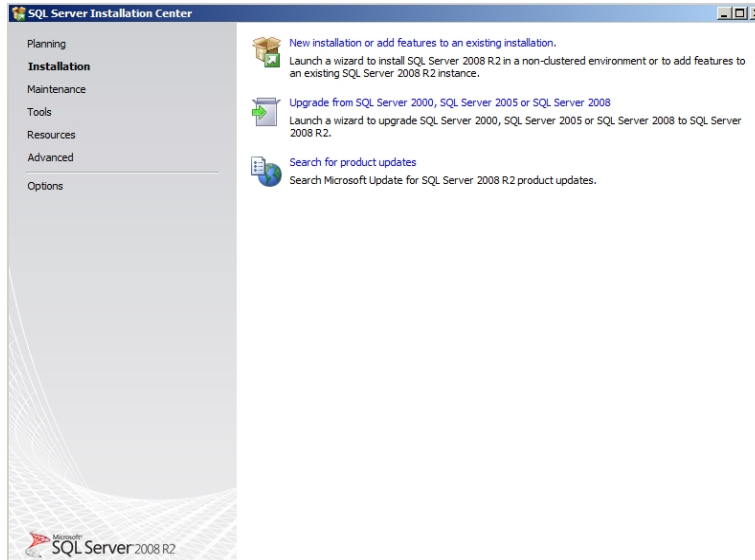 SQL Server Installation Center
Planning
Installation
Maintenance
Tools
Resources
Advanced
Options
New installation or add features to an existing installation.
Launch a wizard to install SQL Server 2008 R2 in a non-clustered environment or to add features to
an existing SQL Server 2008 R2 instance.
Upgrade from SQL Server 2000, SQL Server 2005 or SQL Server 2008
Launch a wizard to upgrade SQL Server 2000, SQL Server 2005 or SQL Server 2008 to SQL Server
2008 R2.
Search for product updates
Search Microsoft Update for SQL Server 2008 R2 product updates.
Microsoft
SQL Server 2008 R2